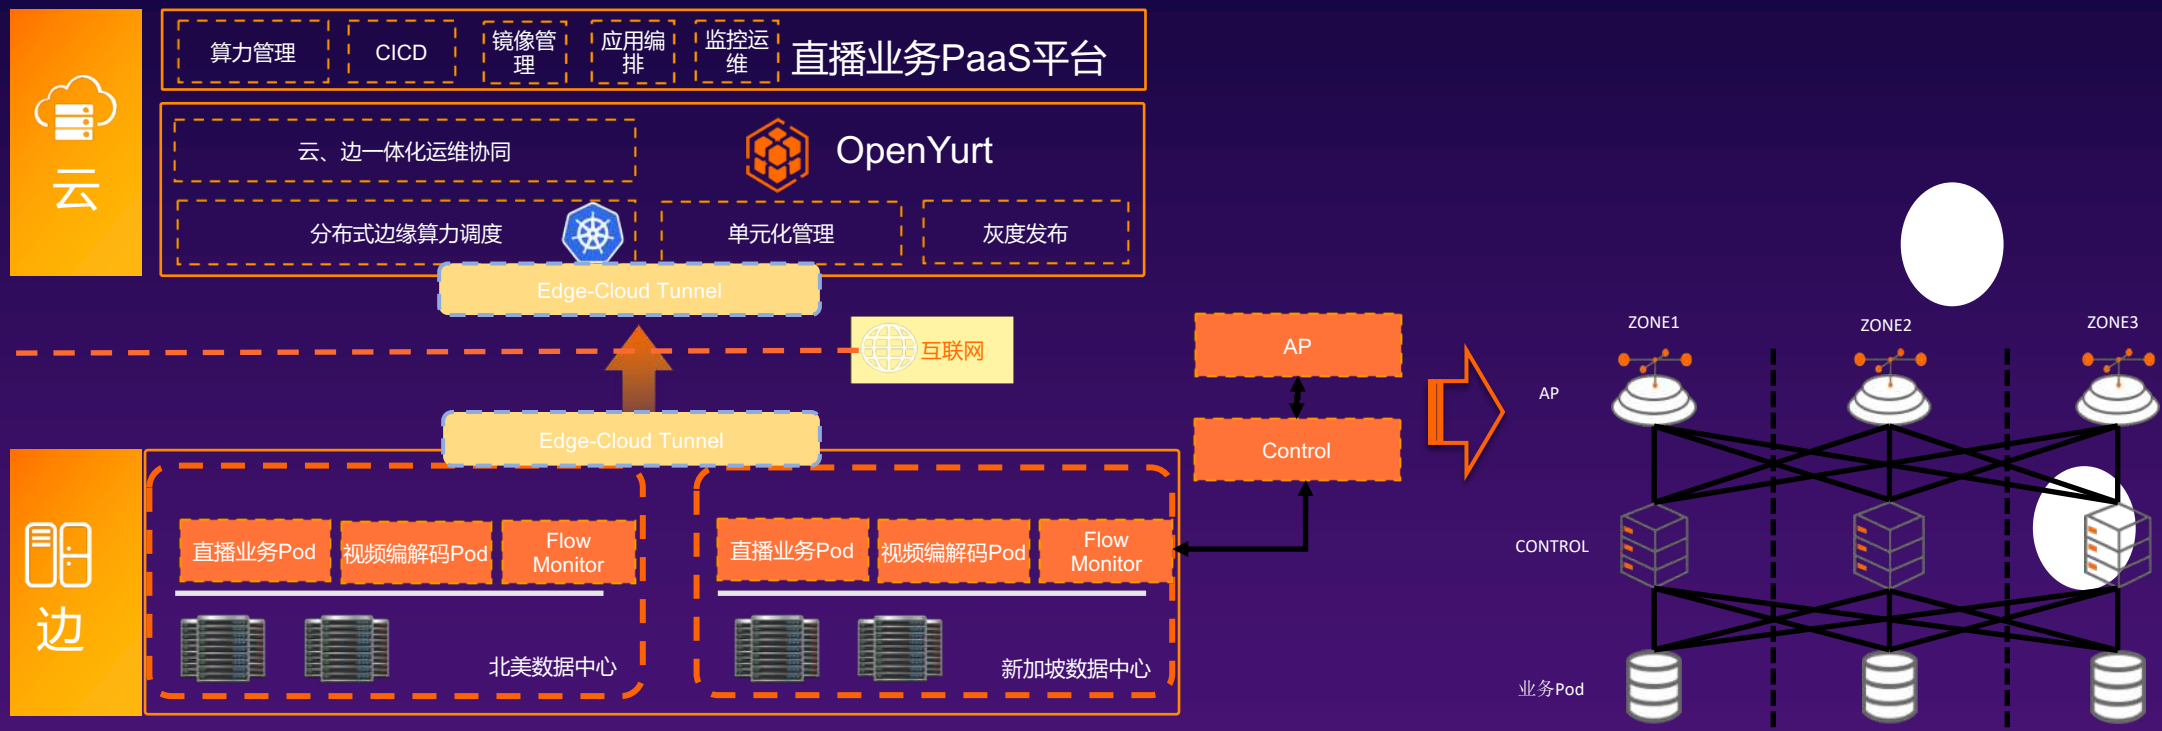 云
算力管理
CICD
镜像管
理
应用编
排
监控运
维
直播业务PaaS平台
云、边一体化运维协同
OpenYurt
分布式边缘算力调度
单元化管理
灰度发布
Edge-Cloud Tunnel
互联网
Edge-Cloud Tunnel
边
直播业务Pod
视频编解码Pod
Flow
Monitor
北美数据中心
直播业务Pod
视频编解码Pod
Flow
Monitor
新加坡数据中心
AP
Control
ZONE1
ZONE2
ZONE3
AP
CONTROL
业务Pod